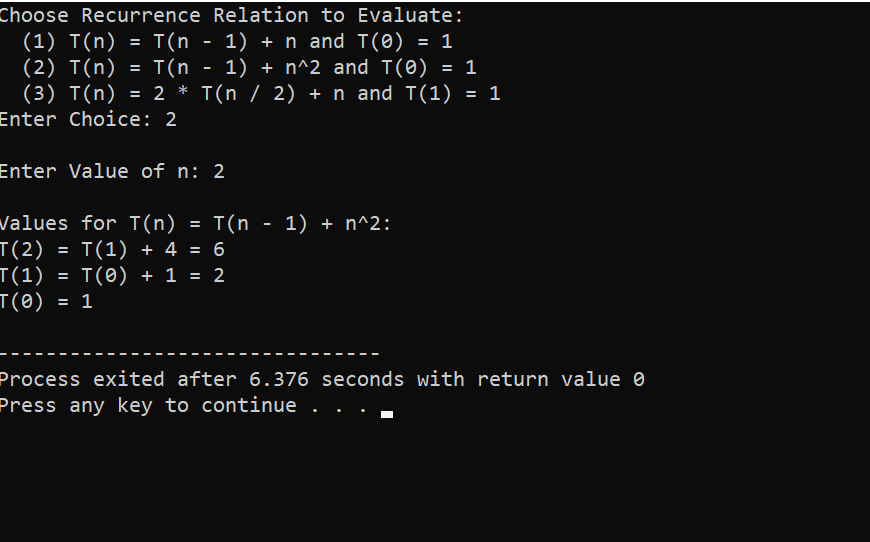 Choose Recurrence Relation to Evaluate:
  (1) T(n) = T(n - 1) + n and T(0) = 1
  (2) T(n) = T(n - 1) + n^2 and T(0) = 1
  (3) T(n) = 2 * T(n / 2) + n and T(1) = 1
Enter Choice: 2

Enter Value of n: 2

Values for T(n) = T(n - 1) + n^2:
T(2) = T(1) + 4 = 6
T(1) = T(0) + 1 = 2
T(0) = 1

--------------------------------
Process exited after 6.376 seconds with return value 0
Press any key to continue . . .